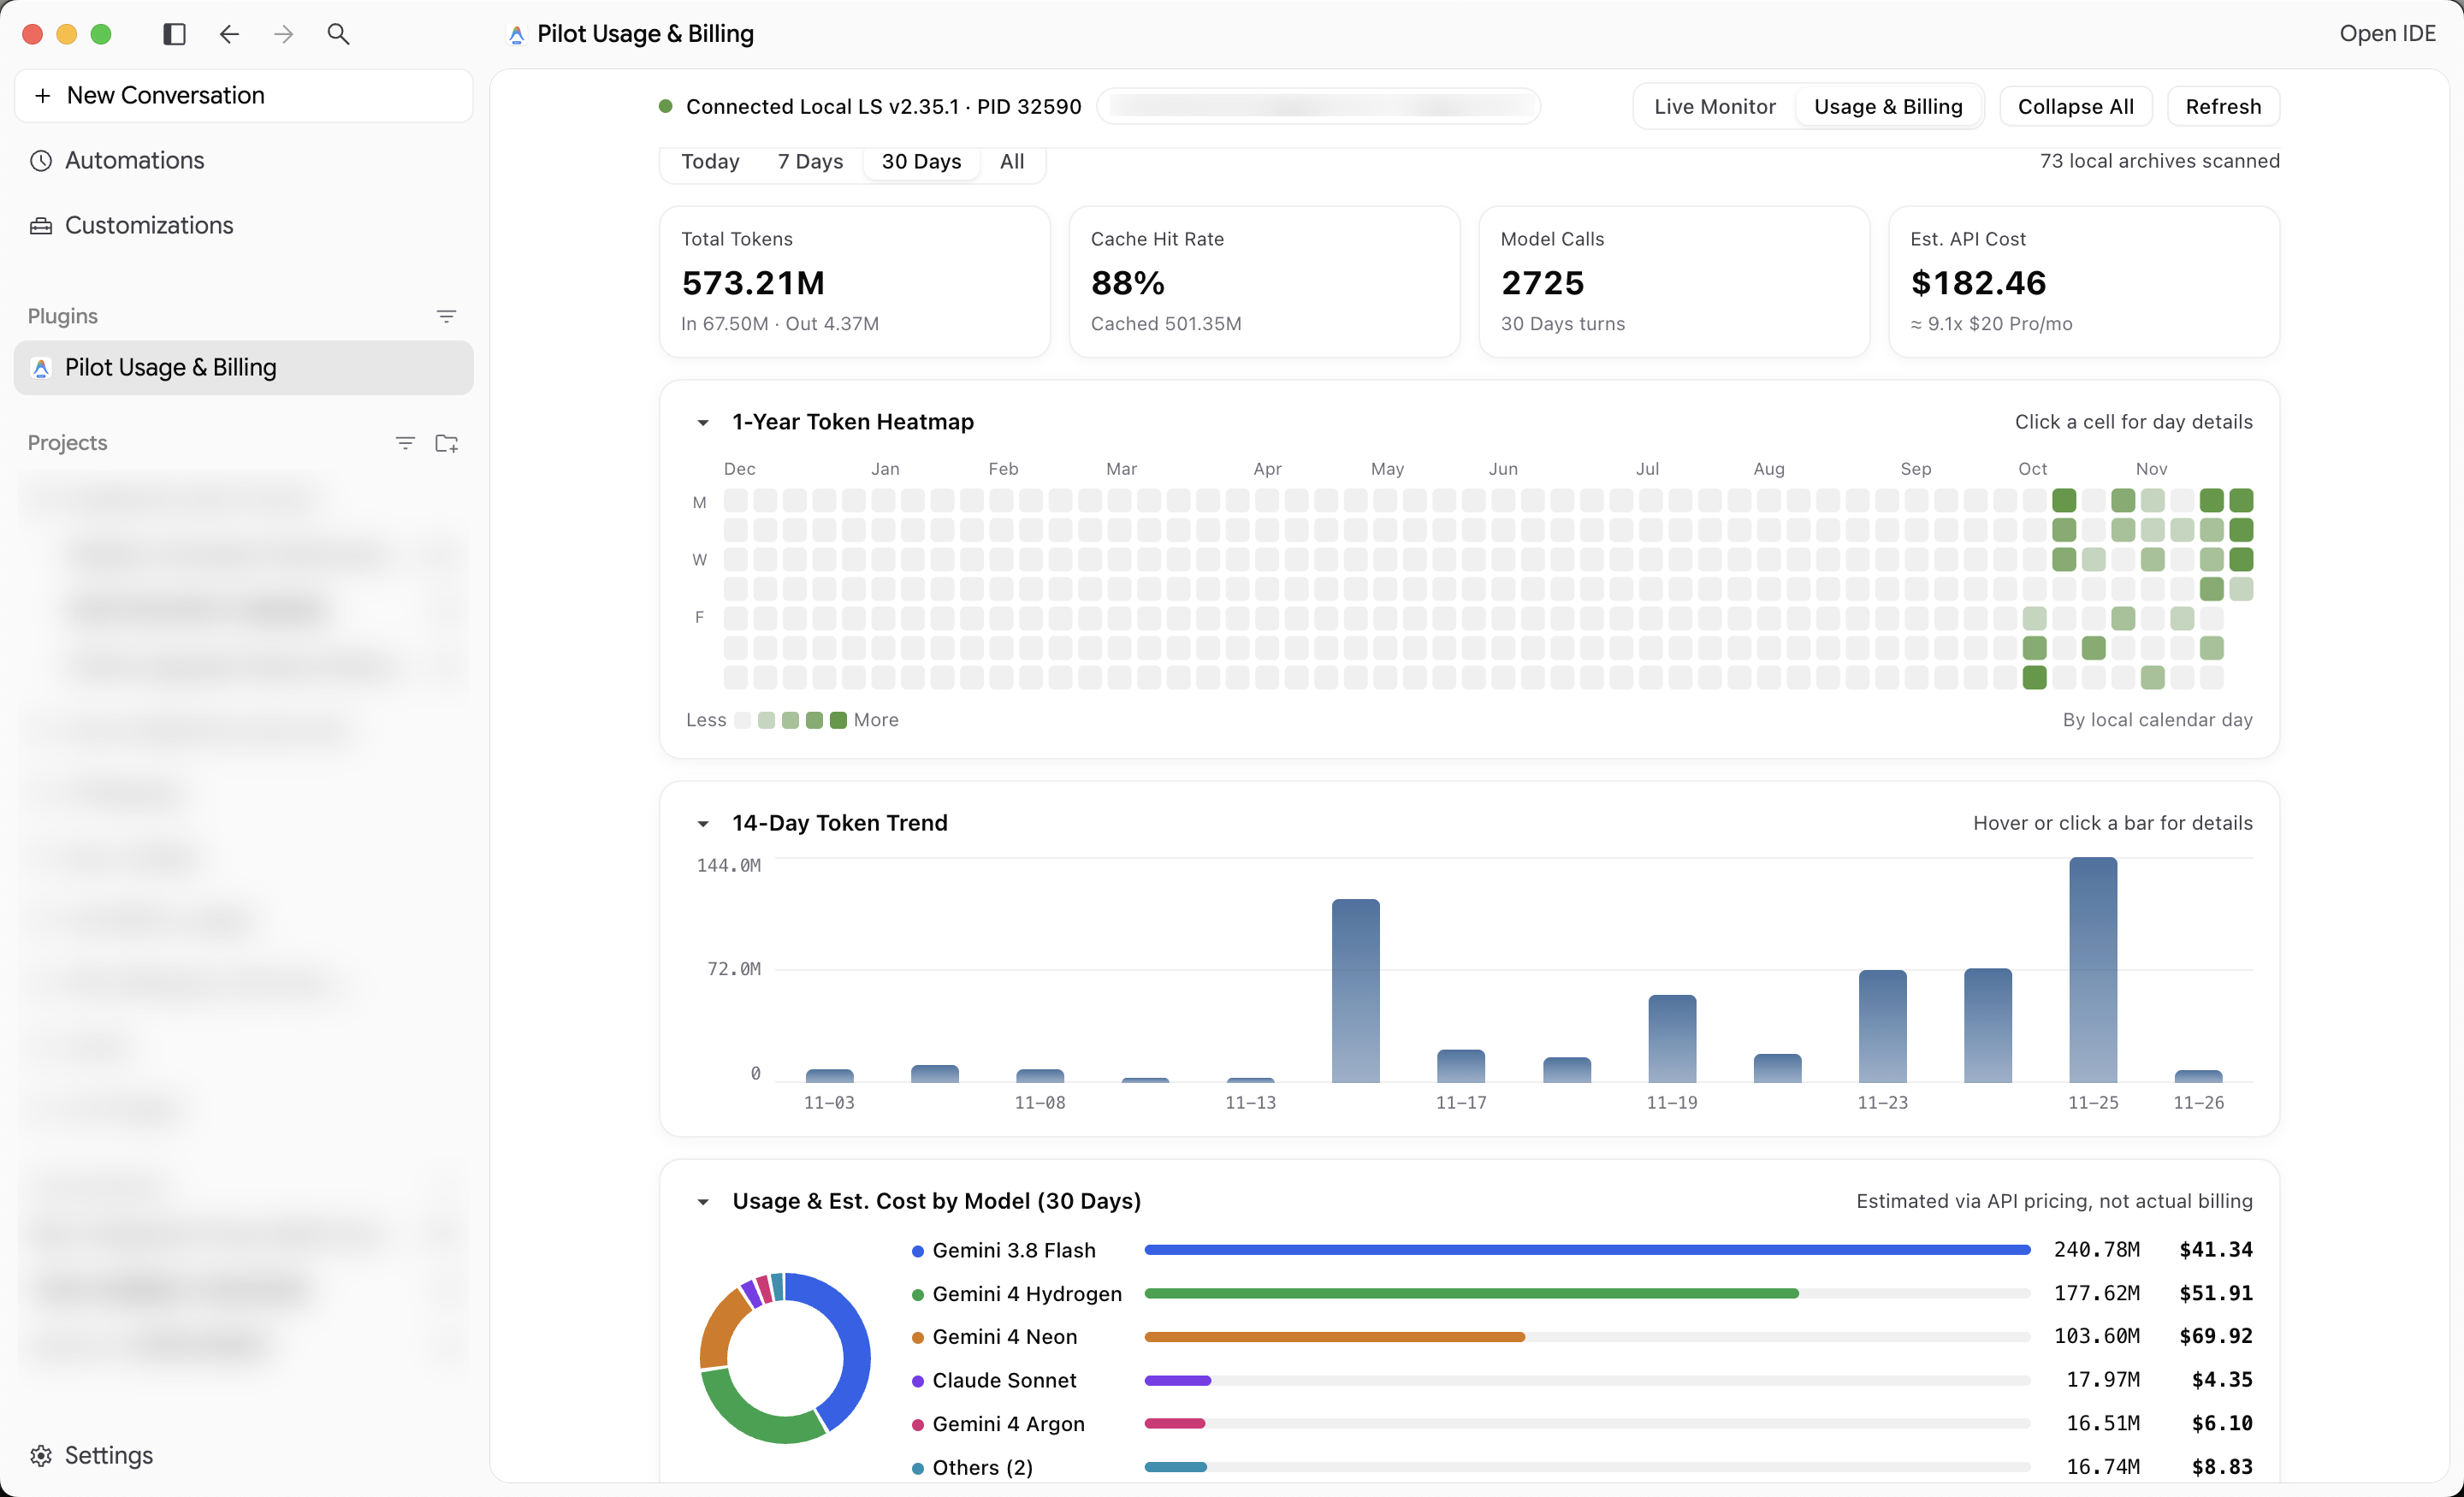 Pilot Usage & Billing
Open IDE
New Conversation
Automations
Customizations
Plugins
Pilot Usage & Billing
Projects
Settings
Connected Local LS v2.35.1 · PID 32590
Live Monitor
Usage & Billing
Collapse All
Refresh
Today 7 Days 30 Days All
73 local archives scanned
Total Tokens
573.21M
In 67.50M · Out 4.37M
Cache Hit Rate
88%
Cached 501.35M
Model Calls
2725
30 Days turns
Est. API Cost
$182.46
≈ 9.1x $20 Pro/mo
1-Year Token Heatmap
Click a cell for day details
Dec Jan Feb Mar Apr May Jun Jul Aug Sep Oct Nov
M
W
F
Less More
By local calendar day
14-Day Token Trend
Hover or click a bar for details
144.0M
72.0M
0
11-03 11-08 11-13 11-17 11-19 11-23 11-25 11-26
Usage & Est. Cost by Model (30 Days)
Estimated via API pricing, not actual billing
Gemini 3.8 Flash 240.78M $41.34
Gemini 4 Hydrogen 177.62M $51.91
Gemini 4 Neon 103.60M $69.92
Claude Sonnet 17.97M $4.35
Gemini 4 Argon 16.51M $6.10
Others (2) 16.74M $8.83